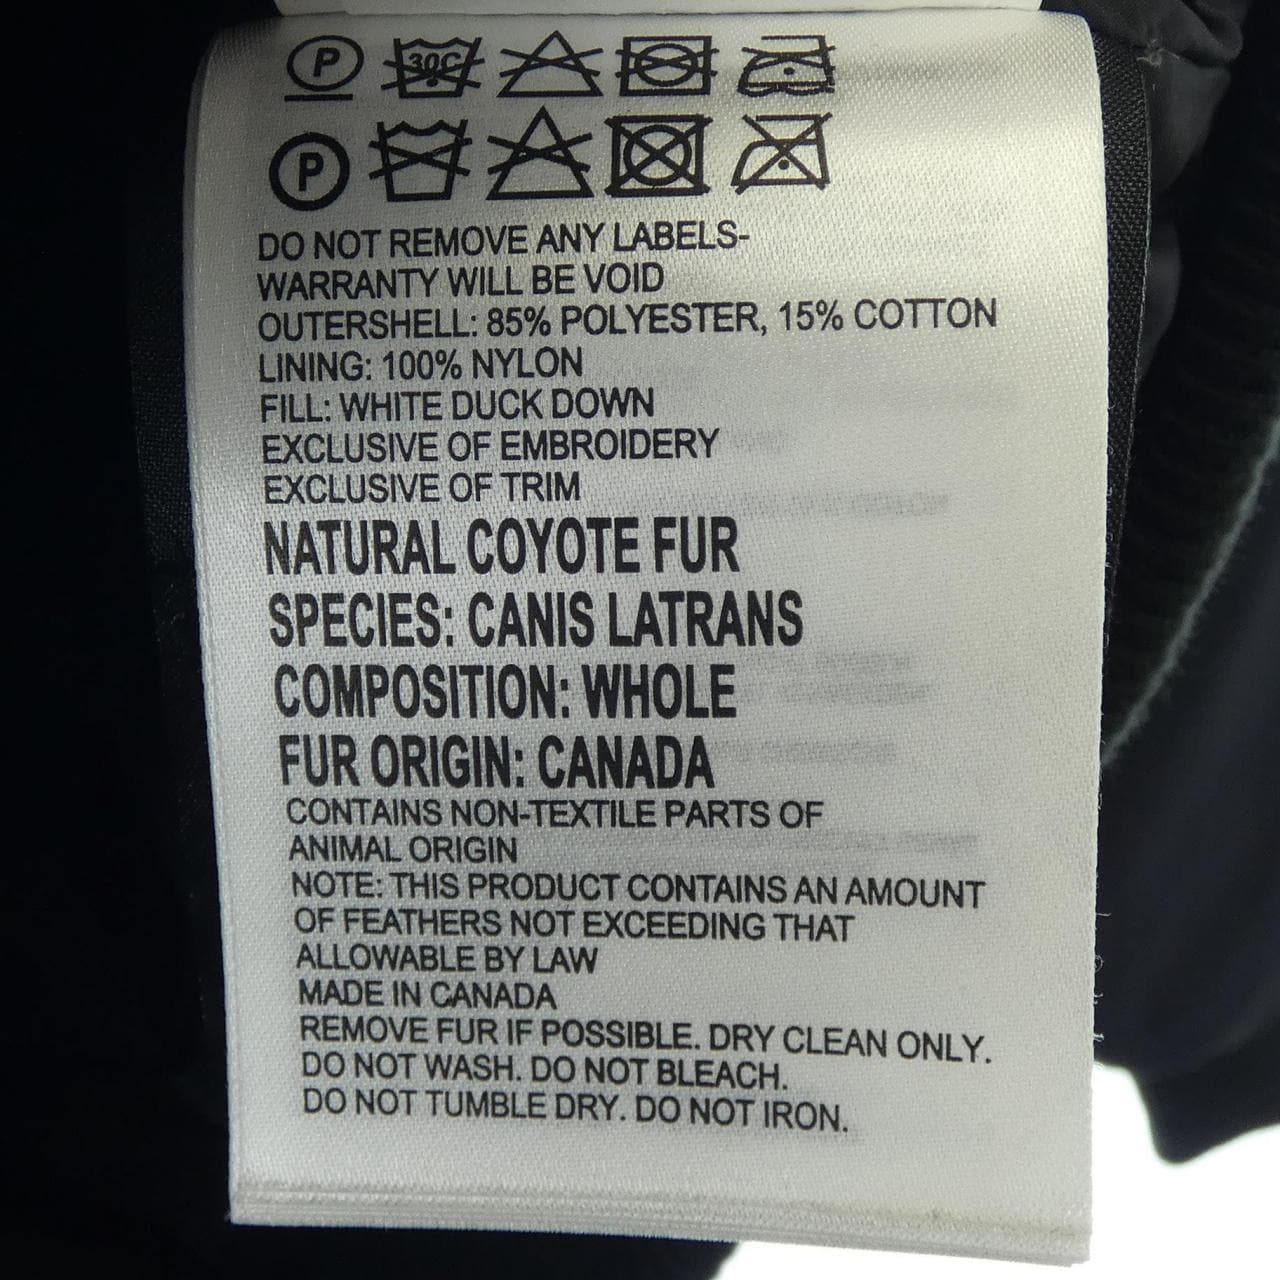 P 30C
P
DO NOT REMOVE ANY LABELS-
WARRANTY WILL BE VOID
OUTERSHELL: 85% POLYESTER, 15% COTTON
LINING: 100% NYLON
FILL: WHITE DUCK DOWN
EXCLUSIVE OF EMBROIDERY
EXCLUSIVE OF TRIM
NATURAL COYOTE FUR
SPECIES: CANIS LATRANS
COMPOSITION: WHOLE
FUR ORIGIN: CANADA
CONTAINS NON-TEXTILE PARTS OF
ANIMAL ORIGIN
NOTE: THIS PRODUCT CONTAINS AN AMOUNT
OF FEATHERS NOT EXCEEDING THAT
ALLOWABLE BY LAW
MADE IN CANADA
REMOVE FUR IF POSSIBLE. DRY CLEAN ONLY.
DO NOT WASH. DO NOT BLEACH.
DO NOT TUMBLE DRY. DO NOT IRON.